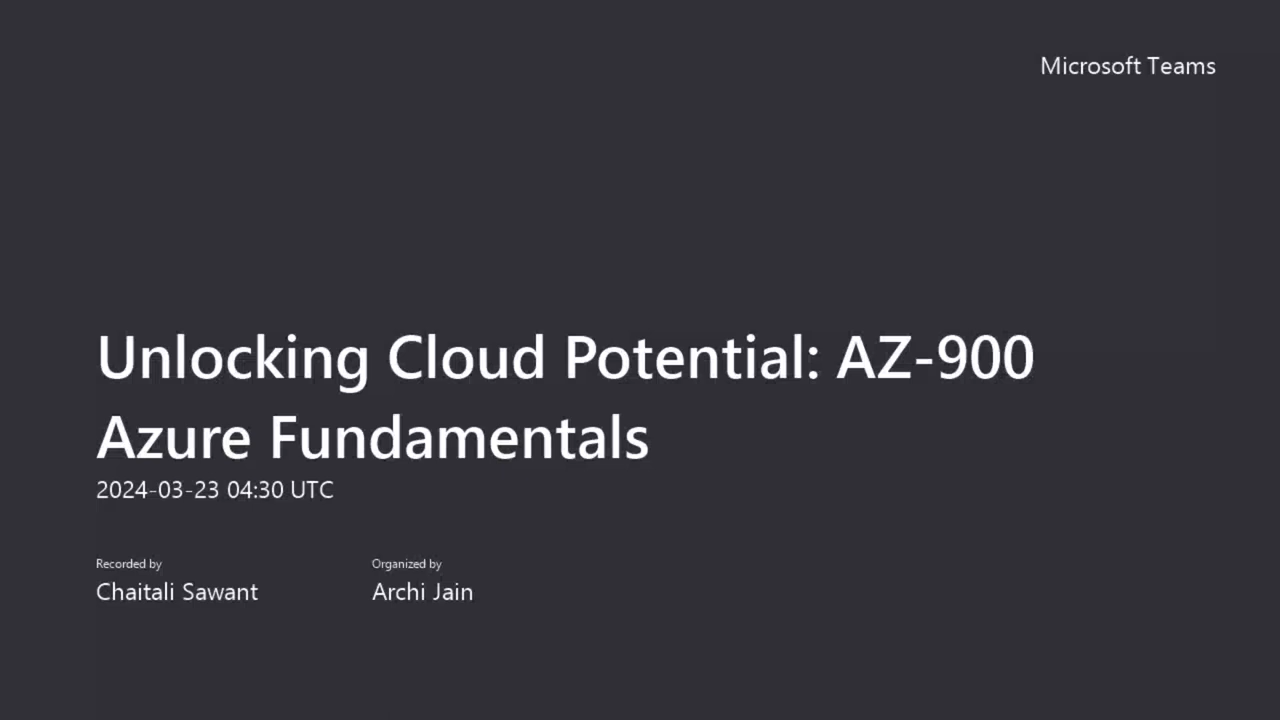 Microsoft Teams
Unlocking Cloud Potential: AZ-900
Azure Fundamentals
2024-03-23 04:30 UTC
Recorded by
Chaitali Sawant
Organized by
Archi Jain